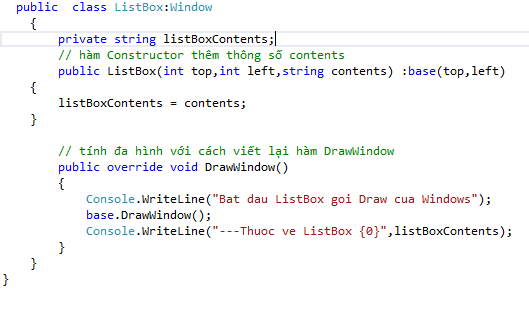 public  class ListBox:Window
{
private string listBoxContents;
// hàm Constructor thêm thông số contents
public ListBox(int top,int left,string contents) :base(top,left)
{
listBoxContents = contents;
}
// tính đa hình với cách viết lại hàm DrawWindow
public override void DrawWindow()
{
Console.WriteLine("Bat dau ListBox goi Draw cua Windows");
base.DrawWindow();
Console.WriteLine("---Thuoc ve ListBox {0}",listBoxContents);
}
}
}